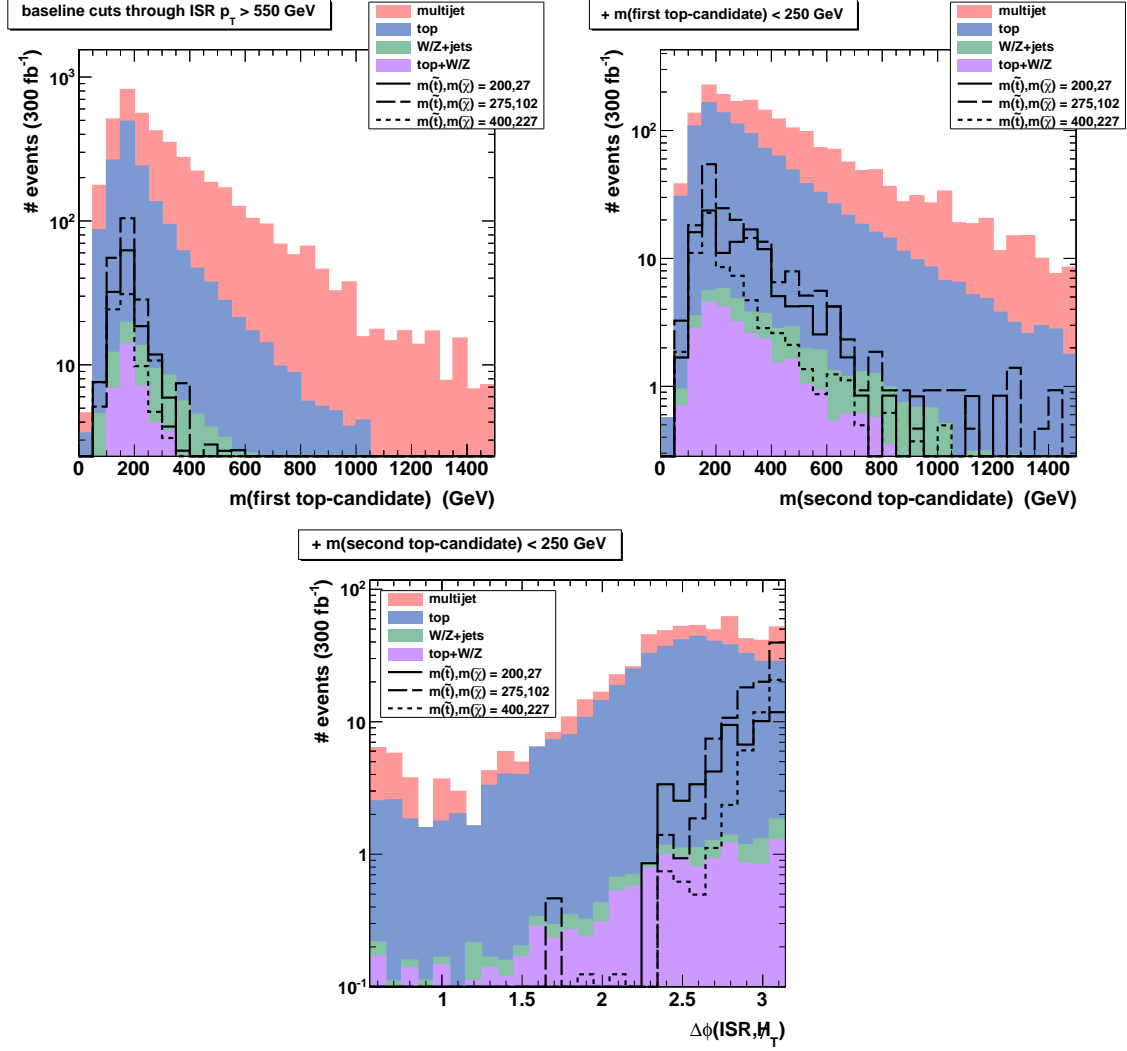 baseline cuts through ISR p_T > 550 GeV
multijet
top
W/Z+jets
top+W/Z
m(t̃),m(χ̃) = 200,27
m(t̃),m(χ̃) = 275,102
m(t̃),m(χ̃) = 400,227
# events (300 fb⁻¹)
10³
10²
10
0 200 400 600 800 1000 1200 1400
m(first top-candidate) (GeV)
+ m(first top-candidate) < 250 GeV
multijet
top
W/Z+jets
top+W/Z
m(t̃),m(χ̃) = 200,27
m(t̃),m(χ̃) = 275,102
m(t̃),m(χ̃) = 400,227
# events (300 fb⁻¹)
10²
10
1
0 200 400 600 800 1000 1200 1400
m(second top-candidate) (GeV)
+ m(second top-candidate) < 250 GeV
multijet
top
W/Z+jets
top+W/Z
m(t̃),m(χ̃) = 200,27
m(t̃),m(χ̃) = 275,102
m(t̃),m(χ̃) = 400,227
# events (300 fb⁻¹)
10²
10
1
10⁻¹
1 1.5 2 2.5 3
Δϕ(ISR,H̸_T)